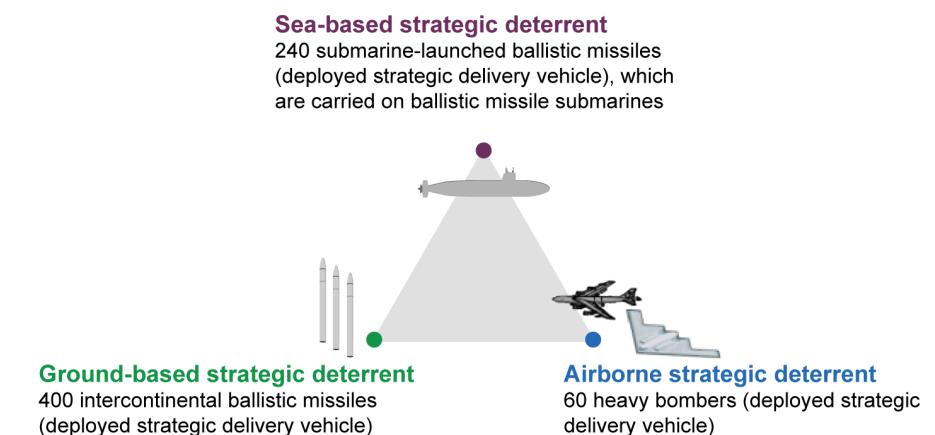 Sea-based strategic deterrent
240 submarine-launched ballistic missiles
(deployed strategic delivery vehicle), which
are carried on ballistic missile submarines
Ground-based strategic deterrent
400 intercontinental ballistic missiles
(deployed strategic delivery vehicle)
Airborne strategic deterrent
60 heavy bombers (deployed strategic
delivery vehicle)